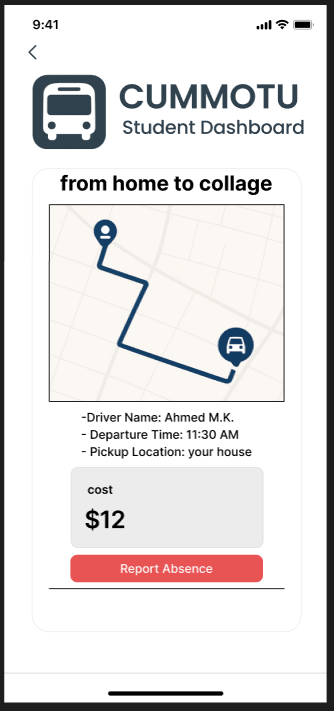 9:41
CUMMOTU
Student Dashboard
from home to collage
-Driver Name: Ahmed M.K.
- Departure Time: 11:30 AM
- Pickup Location: your house
cost
$12
Report Absence